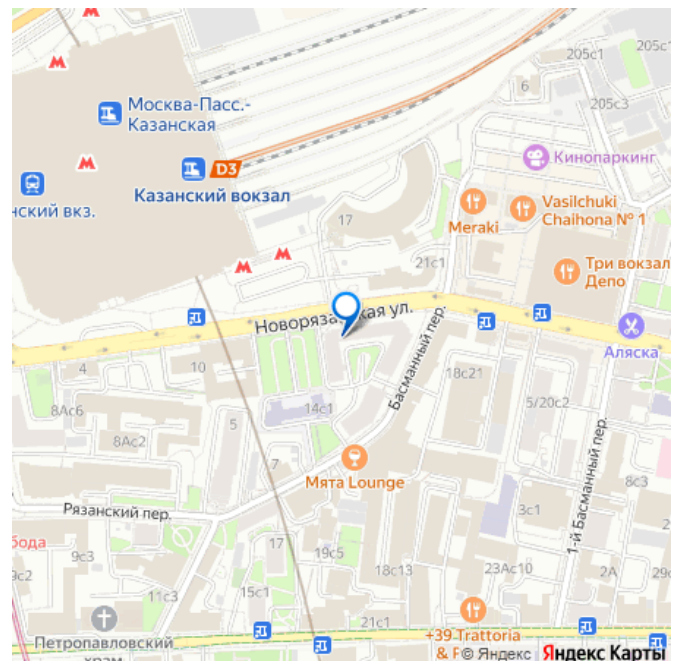 205с1
205с
6
205с3
Москва-Пасс.-
Казанская
Кинопаркинг
D3
нский вкз.
Казанский вокзал
Vasilchuki
Chaihona № 1
Meraki
17
21с1
Три вокзал
Депо
Новорязанская ул.
Аляска
Басманный пер.
4
10
18с21
8Ас6
14с1
5/20с2
5
8Ас2
7
Мята Lounge
8с3
Рязанский пер.
3с1
1-й Басманный пер.
бода
17
19с5
9с3
9с2
18с13
23Ас10
2А
29с
11с3
15с1
21с1
Петропавловский
храм
+39 Trattoria
& P
© Яндекс Яндекс Карты